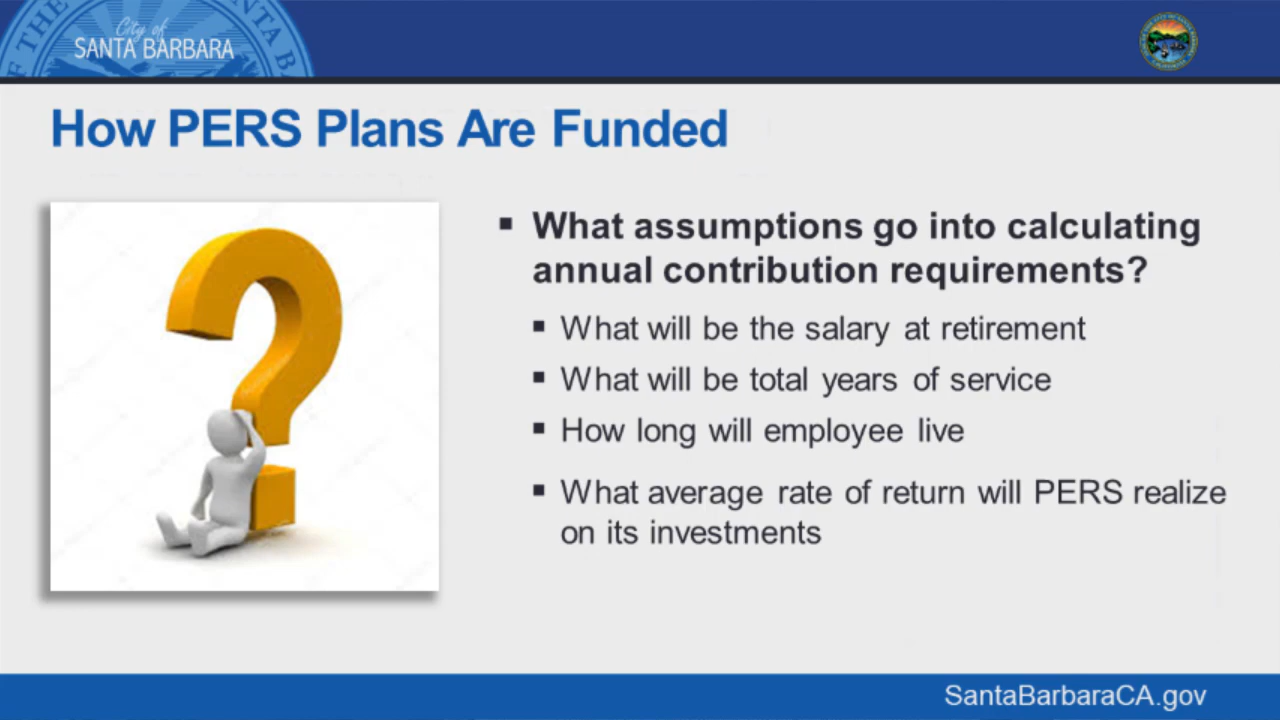 City of
SANTA BARBARA
How PERS Plans Are Funded
▪ What assumptions go into calculating
annual contribution requirements?
▪ What will be the salary at retirement
▪ What will be total years of service
▪ How long will employee live
▪ What average rate of return will PERS realize
on its investments
SantaBarbaraCA.gov